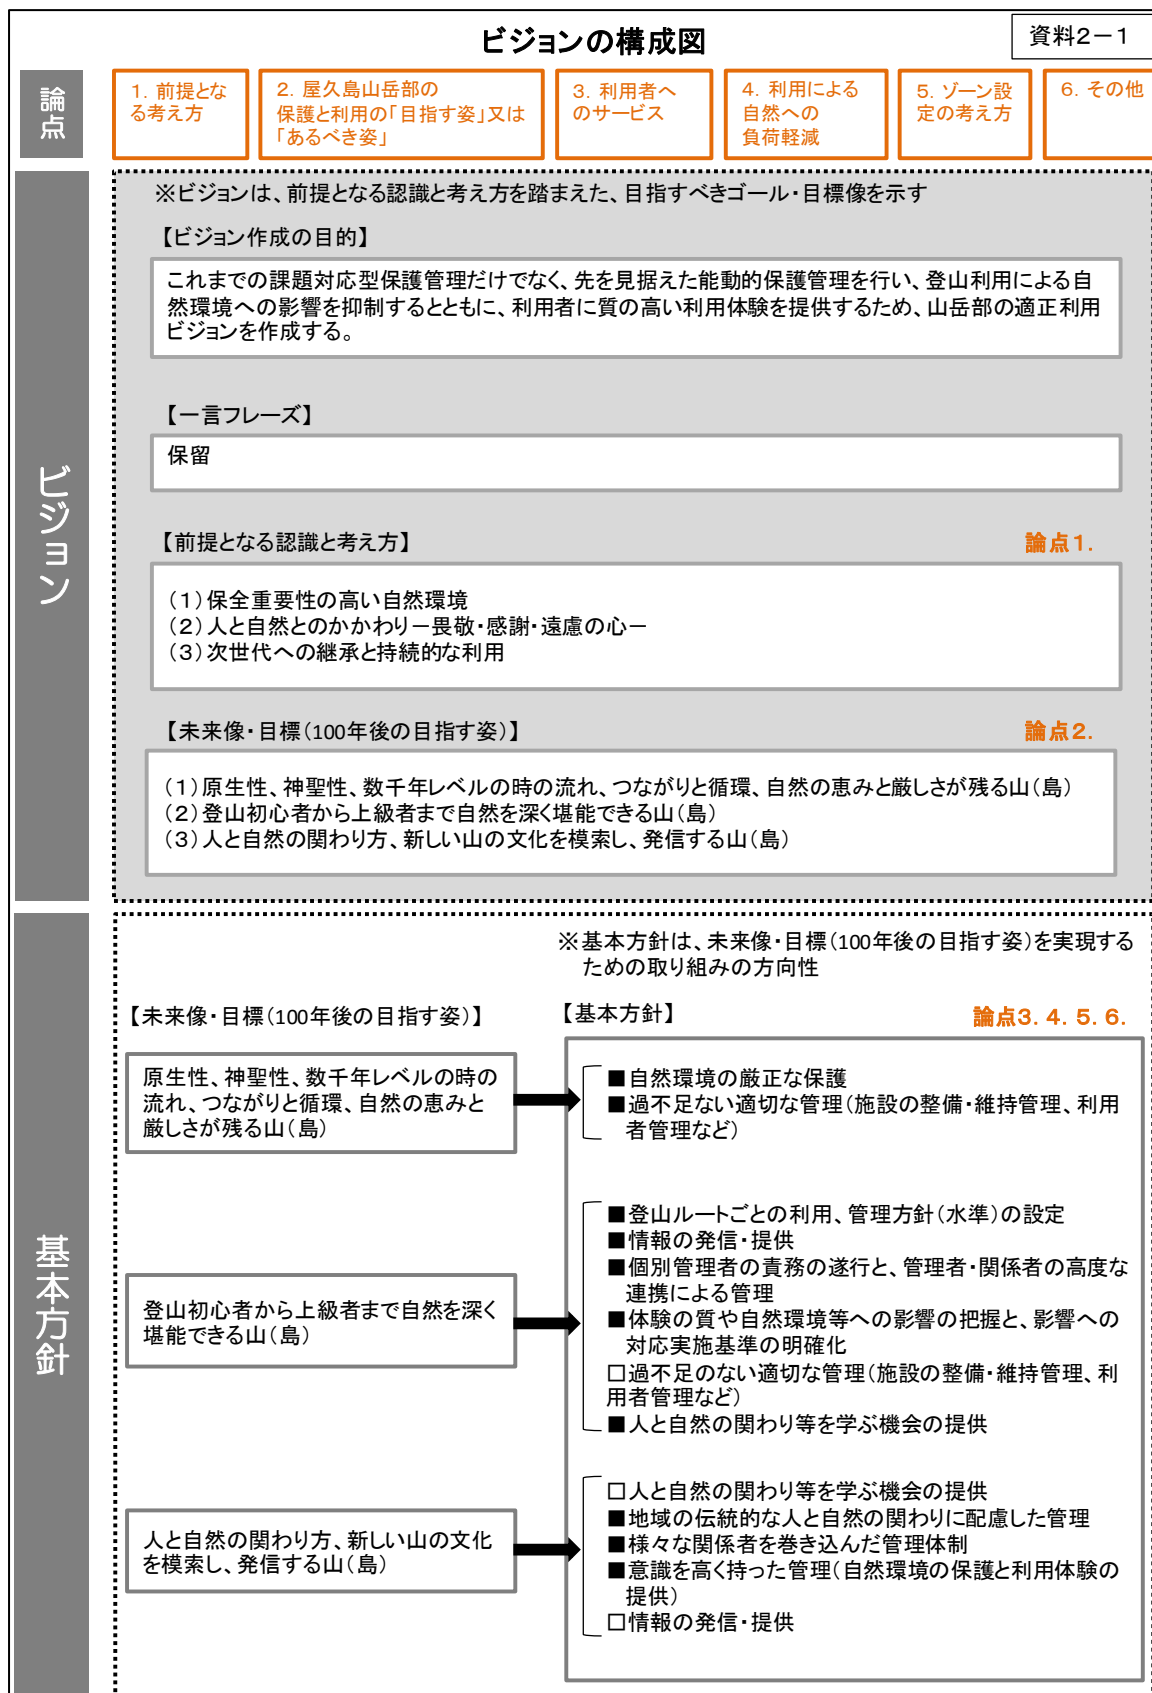 ビジョンの構成図
資料2－1
論点
1. 前提とな
る考え方
2. 屋久島山岳部の
保護と利用の「目指す姿」又は
「あるべき姿」
3. 利用者へ
のサービス
4. 利用による
自然への
負荷軽減
5. ゾーン設
定の考え方
6. その他
ビジョン
※ビジョンは、前提となる認識と考え方を踏まえた、目指すべきゴール・目標像を示す
【ビジョン作成の目的】
これまでの課題対応型保護管理だけでなく、先を見据えた能動的保護管理を行い、登山利用による自
然環境への影響を抑制するとともに、利用者に質の高い利用体験を提供するため、山岳部の適正利用
ビジョンを作成する。
【一言フレーズ】
保留
【前提となる認識と考え方】
論点1.
（1）保全重要性の高い自然環境
（2）人と自然とのかかわり－畏敬・感謝・遠慮の心－
（3）次世代への継承と持続的な利用
【未来像・目標（100年後の目指す姿）】
論点2.
（1）原生性、神聖性、数千年レベルの時の流れ、つながりと循環、自然の恵みと厳しさが残る山（島）
（2）登山初心者から上級者まで自然を深く堪能できる山（島）
（3）人と自然の関わり方、新しい山の文化を模索し、発信する山（島）
基本方針
※基本方針は、未来像・目標（100年後の目指す姿）を実現する
ための取り組みの方向性
【未来像・目標（100年後の目指す姿）】
【基本方針】
論点3. 4. 5. 6.
原生性、神聖性、数千年レベルの時の
流れ、つながりと循環、自然の恵みと
厳しさが残る山（島）
■自然環境の厳正な保護
■過不足ない適切な管理（施設の整備・維持管理、利用
者管理など）
登山初心者から上級者まで自然を深く
堪能できる山（島）
■登山ルートごとの利用、管理方針（水準）の設定
■情報の発信・提供
■個別管理者の責務の遂行と、管理者・関係者の高度な
連携による管理
■体験の質や自然環境等への影響の把握と、影響への
対応実施基準の明確化
□過不足のない適切な管理（施設の整備・維持管理、利
用者管理など）
■人と自然の関わり等を学ぶ機会の提供
人と自然の関わり方、新しい山の文化
を模索し、発信する山（島）
□人と自然の関わり等を学ぶ機会の提供
■地域の伝統的な人と自然の関わりに配慮した管理
■様々な関係者を巻き込んだ管理体制
■意識を高く持った管理（自然環境の保護と利用体験の
提供）
□情報の発信・提供